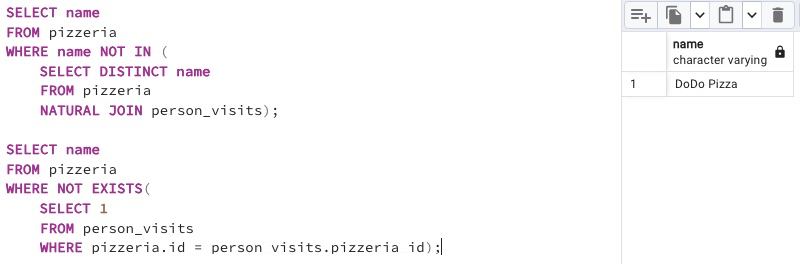 SELECT name
FROM pizzeria
WHERE name NOT IN (
SELECT DISTINCT name
FROM pizzeria
NATURAL JOIN person_visits);
SELECT name
FROM pizzeria
WHERE NOT EXISTS(
SELECT 1
FROM person_visits
WHERE pizzeria.id = person_visits.pizzeria_id);
name
character varying
1 DoDo Pizza